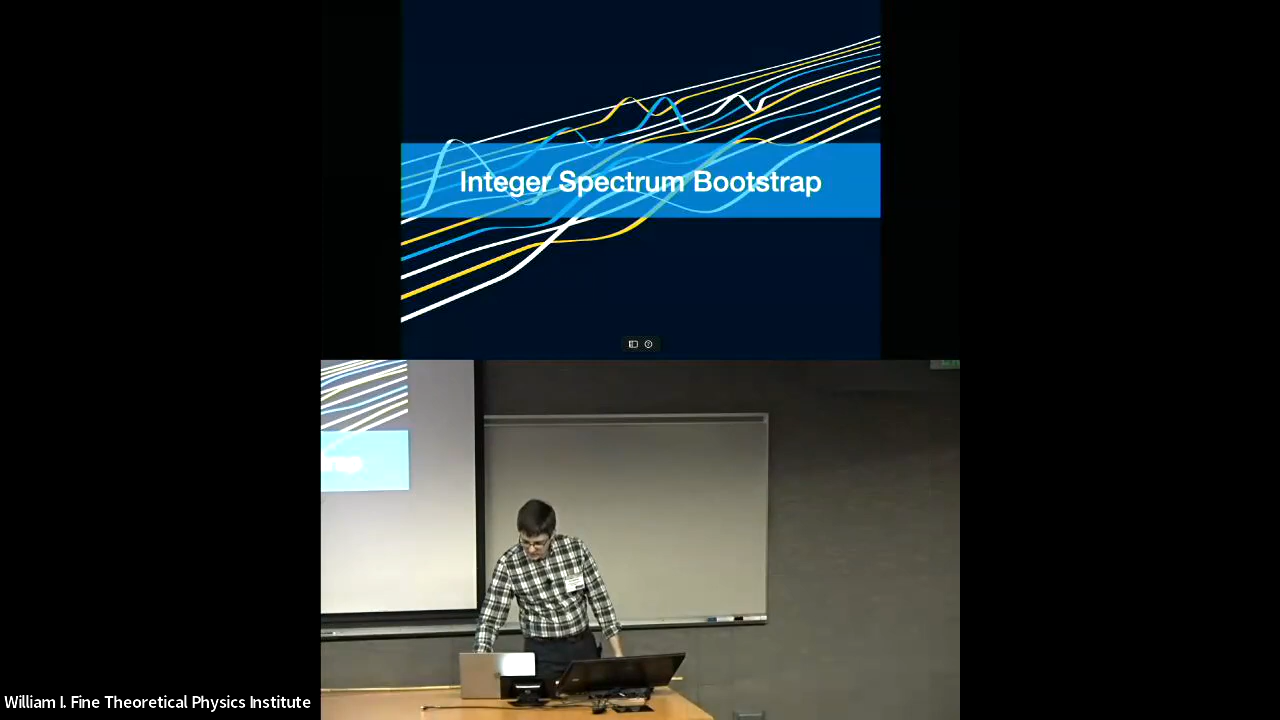 Integer Spectrum Bootstrap
William I. Fine Theoretical Physics Institute